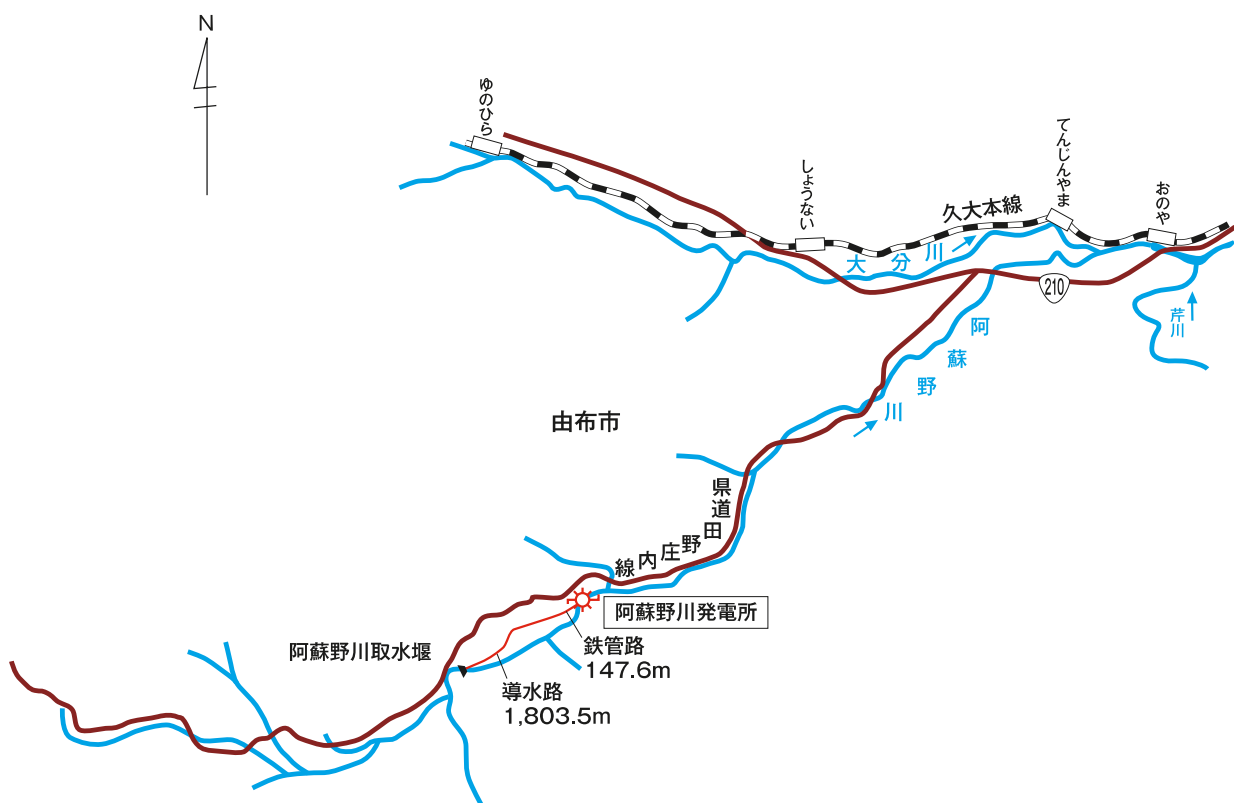 N
ゆのひら
しょうない
てんじんやま
おのや
久大本線
大分川
210
芹川
阿蘇野川
由布市
県道田野庄内線
阿蘇野川発電所
阿蘇野川取水堰
鉄管路
147.6m
導水路
1,803.5m